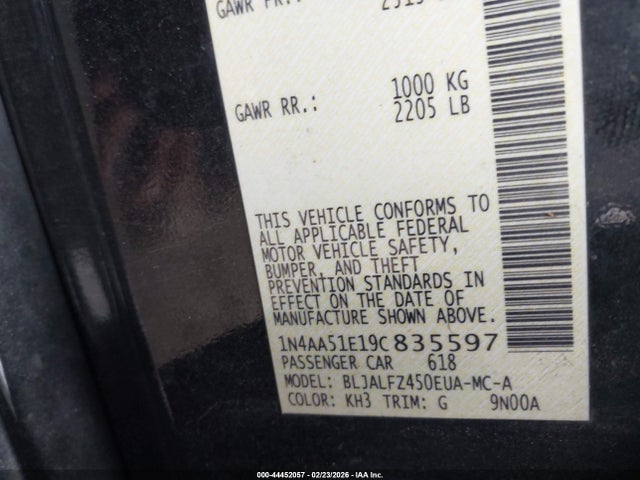 GAWR FR.:
1000 KG
GAWR RR.: 2205 LB
THIS VEHICLE CONFORMS TO
ALL APPLICABLE FEDERAL
MOTOR VEHICLE SAFETY,
BUMPER, AND THEFT
PREVENTION STANDARDS IN
EFFECT ON THE DATE OF
MANUFACTURE SHOWN ABOVE.
1N4AA51E19C835597
PASSENGER CAR 618
MODEL: BLJALFZ450EUA-MC-A
COLOR: KH3 TRIM: G 9N00A
000-44452057 - 02/23/2026 - IAA Inc.